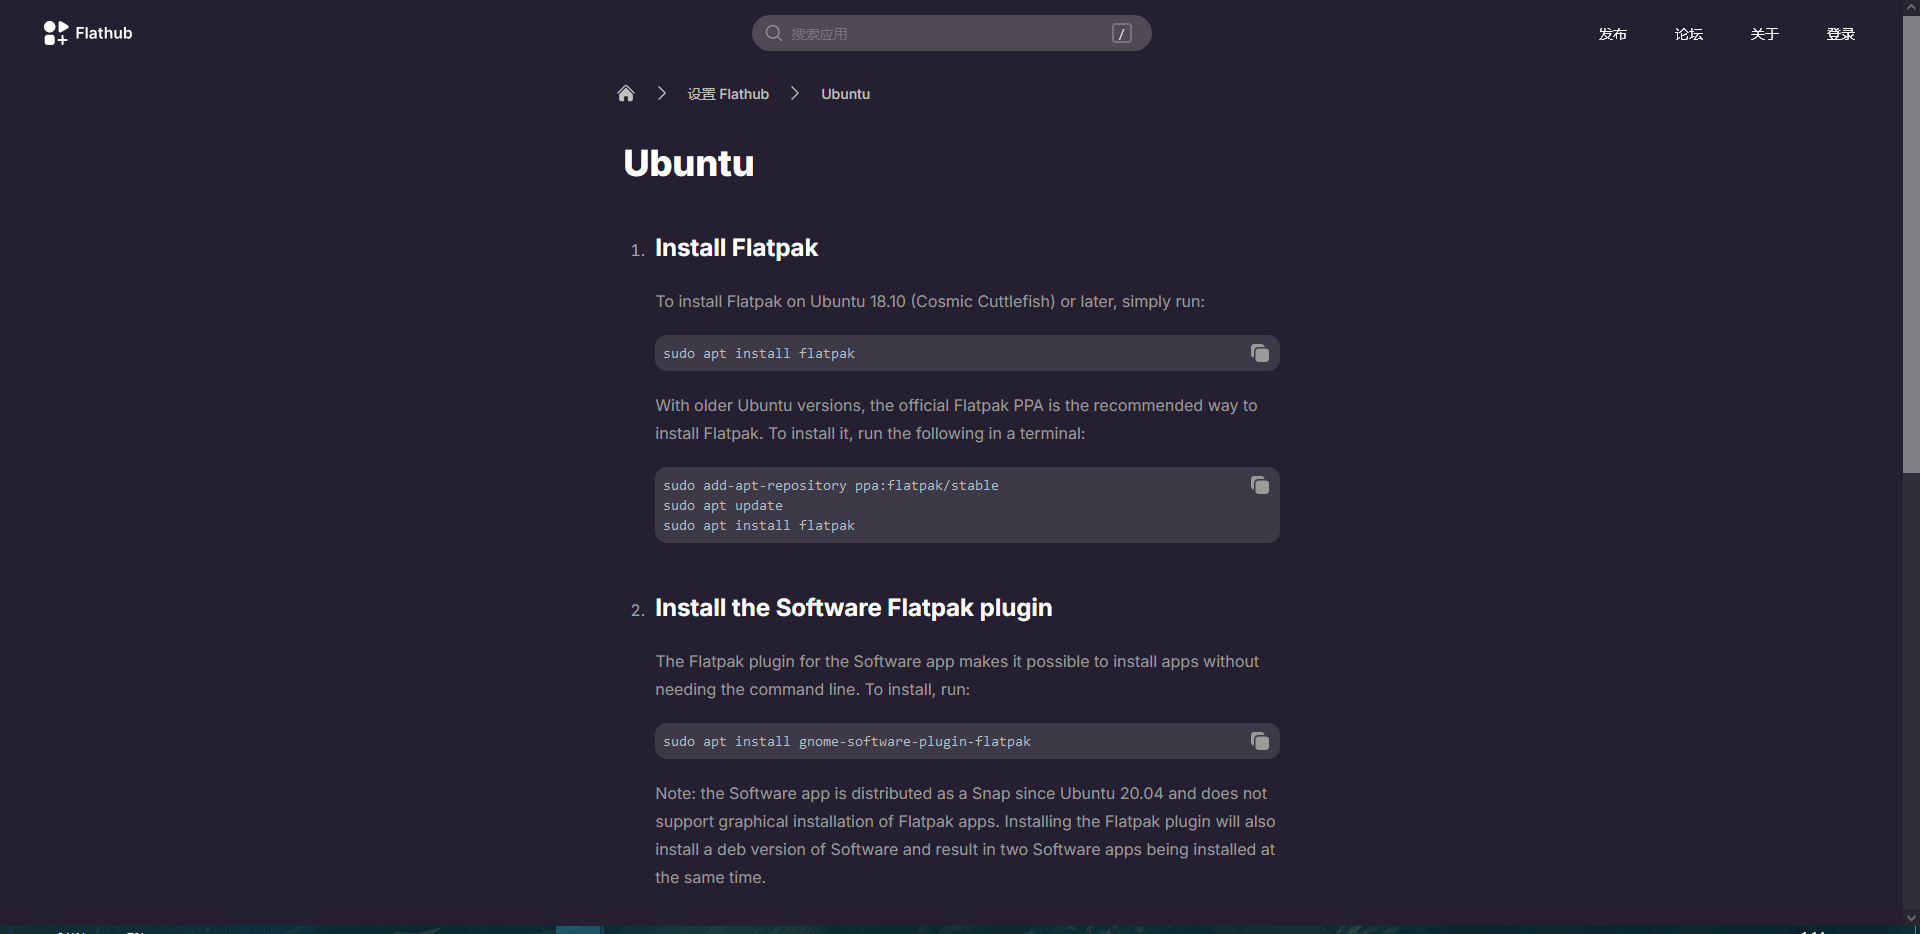 Flathub
搜索应用
/
发布
论坛
关于
登录
设置 Flathub
Ubuntu
Ubuntu
1. Install Flatpak
To install Flatpak on Ubuntu 18.10 (Cosmic Cuttlefish) or later, simply run:
sudo apt install flatpak
With older Ubuntu versions, the official Flatpak PPA is the recommended way to
install Flatpak. To install it, run the following in a terminal:
sudo add-apt-repository ppa:flatpak/stable
sudo apt update
sudo apt install flatpak
2. Install the Software Flatpak plugin
The Flatpak plugin for the Software app makes it possible to install apps without
needing the command line. To install, run:
sudo apt install gnome-software-plugin-flatpak
Note: the Software app is distributed as a Snap since Ubuntu 20.04 and does not
support graphical installation of Flatpak apps. Installing the Flatpak plugin will also
install a deb version of Software and result in two Software apps being installed at
the same time.